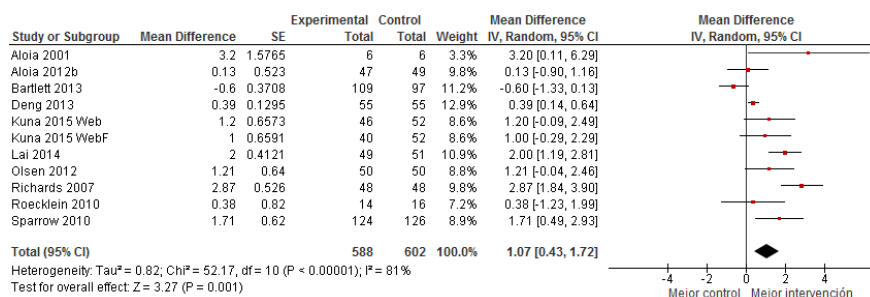 Experimental Control Mean Difference
Study or Subgroup Mean Difference SE Total Total Weight IV, Random, 95% CI
Aloia 2001 3.2 1.5765 6 6 3.3% 3.20 [0.11, 6.29]
Aloia 2012b 0.13 0.523 47 49 9.8% 0.13 [-0.90, 1.16]
Bartlett 2013 -0.6 0.3708 109 97 11.2% -0.60 [-1.33, 0.13]
Deng 2013 0.39 0.1295 55 55 12.5% 0.39 [0.14, 0.64]
Kuna 2015 Web 1.2 0.6573 46 52 8.6% 1.20 [-0.09, 2.49]
Kuna 2015 WebF 1 0.6591 40 52 8.6% 1.00 [-0.29, 2.29]
Lai 2014 2 0.4121 49 51 10.9% 2.00 [1.19, 2.81]
Olsen 2012 1.21 0.64 50 50 8.8% 1.21 [-0.04, 2.46]
Richards 2007 2.87 0.526 48 48 9.8% 2.87 [1.84, 3.90]
Roecklein 2010 0.38 0.82 14 16 7.4% 0.38 [-1.23, 1.99]
Sparrow 2010 1.71 0.62 124 126 8.9% 1.71 [0.49, 2.93]
Total (95% CI) 588 602 100.0% 1.07 [0.43, 1.72]
Heterogeneity: Tau² = 0.82; Chi² = 52.17, df = 10 (P < 0.00001); I² = 81%
Test for overall effect: Z = 3.27 (P = 0.001)
Mean Difference
IV, Random, 95% CI
-4 -2 0 2 4
Mejor control Mejor intervención